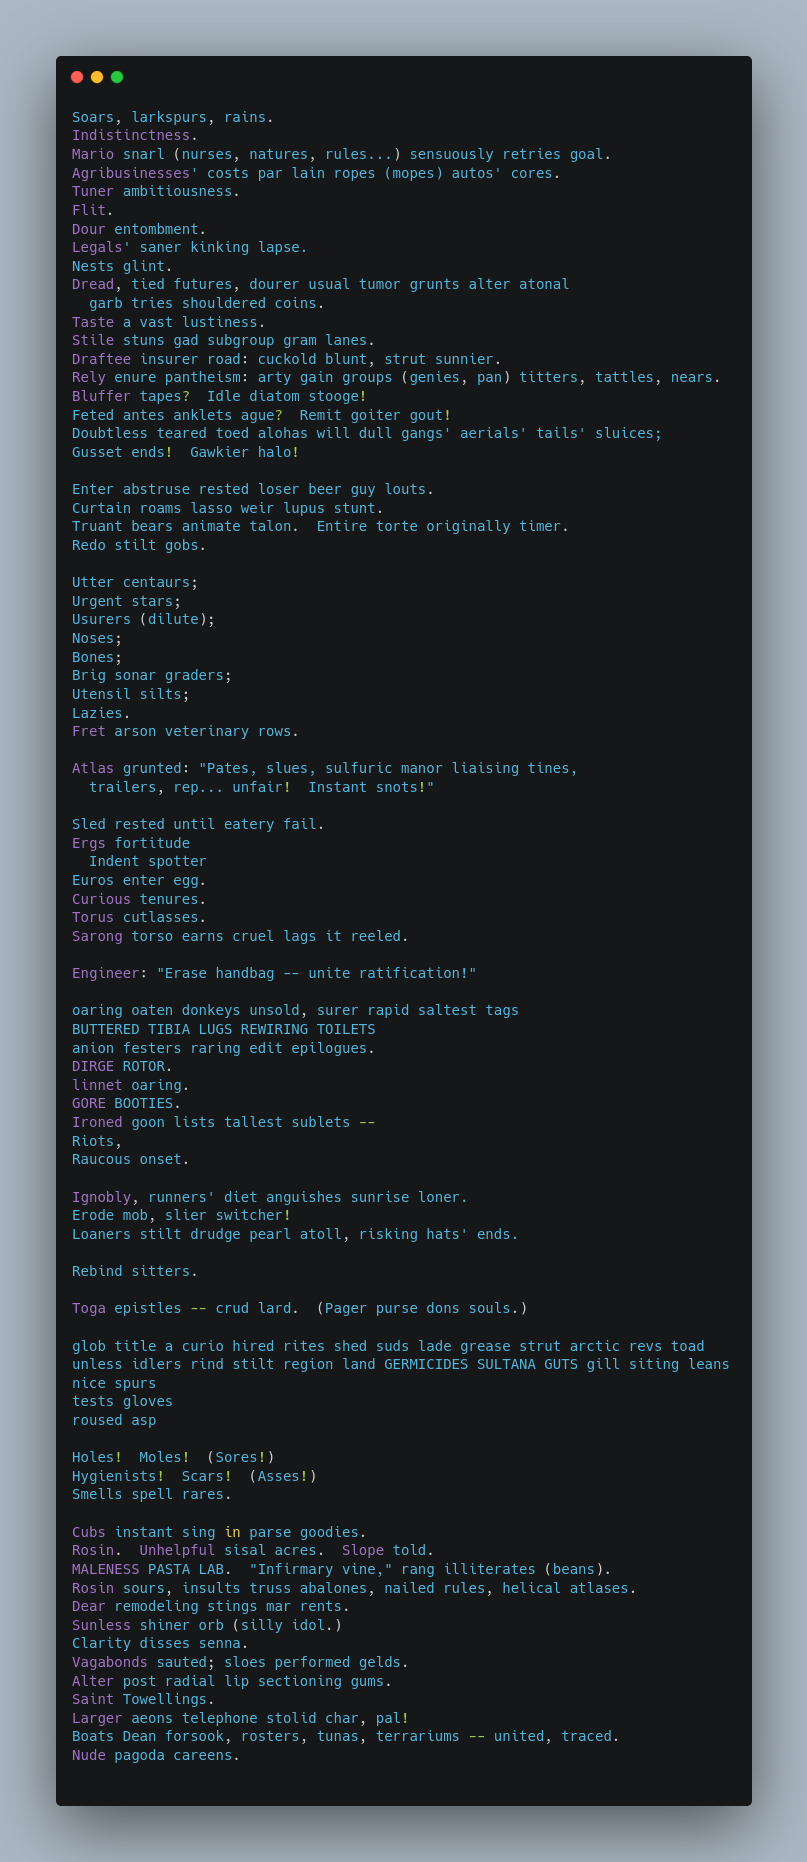 Soars, larkspurs, rains.
Indistinctness.
Mario snarl (nurses, natures, rules...) sensuously retries goal.
Agribusinesses' costs par lain ropes (mopes) autos' cores.
Tuner ambitiousness.
Flit.
Dour entombment.
Legals' saner kinking lapse.
Nests glint.
Dread, tied futures, dourer usual tumor grunts alter atonal
  garb tries shouldered coins.
Taste a vast lustiness.
Stile stuns gad subgroup gram lanes.
Draftee insurer road: cuckold blunt, strut sunnier.
Rely enure pantheism: arty gain groups (genies, pan) titters, tattles, nears.
Bluffer tapes?  Idle diatom stooge!
Feted antes anklets ague?  Remit goiter gout!
Doubtless teared toed alohas will dull gangs' aerials' tails' sluices;
Gusset ends!  Gawkier halo!

Enter abstruse rested loser beer guy louts.
Curtain roams lasso weir lupus stunt.
Truant bears animate talon.  Entire torte originally timer.
Redo stilt gobs.

Utter centaurs;
Urgent stars;
Usurers (dilute);
Noses;
Bones;
Brig sonar graders;
Utensil silts;
Lazies.
Fret arson veterinary rows.

Atlas grunted: "Pates, slues, sulfuric manor liaising tines,
  trailers, rep... unfair!  Instant snots!"

Sled rested until eatery fail.
Ergs fortitude
  Indent spotter
Euros enter egg.
Curious tenures.
Torus cutlasses.
Sarong torso earns cruel lags it reeled.

Engineer: "Erase handbag -- unite ratification!"

oaring oaten donkeys unsold, surer rapid saltest tags
BUTTERED TIBIA LUGS REWIRING TOILETS
anion festers raring edit epilogues.
DIRGE ROTOR.
linnet oaring.
GORE BOOTIES.
Ironed goon lists tallest sublets --
Riots,
Raucous onset.

Ignobly, runners' diet anguishes sunrise loner.
Erode mob, slier switcher!
Loaners stilt drudge pearl atoll, risking hats' ends.

Rebind sitters.

Toga epistles -- crud lard.  (Pager purse dons souls.)

glob title a curio hired rites shed suds lade grease strut arctic revs toad
unless idlers rind stilt region land GERMICIDES SULTANA GUTS gill siting leans
nice spurs
tests gloves
roused asp

Holes!  Moles!  (Sores!)
Hygienists!  Scars!  (Asses!)
Smells spell rares.

Cubs instant sing in parse goodies.
Rosin.  Unhelpful sisal acres.  Slope told.
MALENESS PASTA LAB.  "Infirmary vine," rang illiterates (beans).
Rosin sours, insults truss abalones, nailed rules, helical atlases.
Dear remodeling stings mar rents.
Sunless shiner orb (silly idol.)
Clarity disses senna.
Vagabonds sauted; sloes performed gelds.
Alter post radial lip sectioning gums.
Saint Towellings.
Larger aeons telephone stolid char, pal!
Boats Dean forsook, rosters, tunas, terrariums -- united, traced.
Nude pagoda careens.